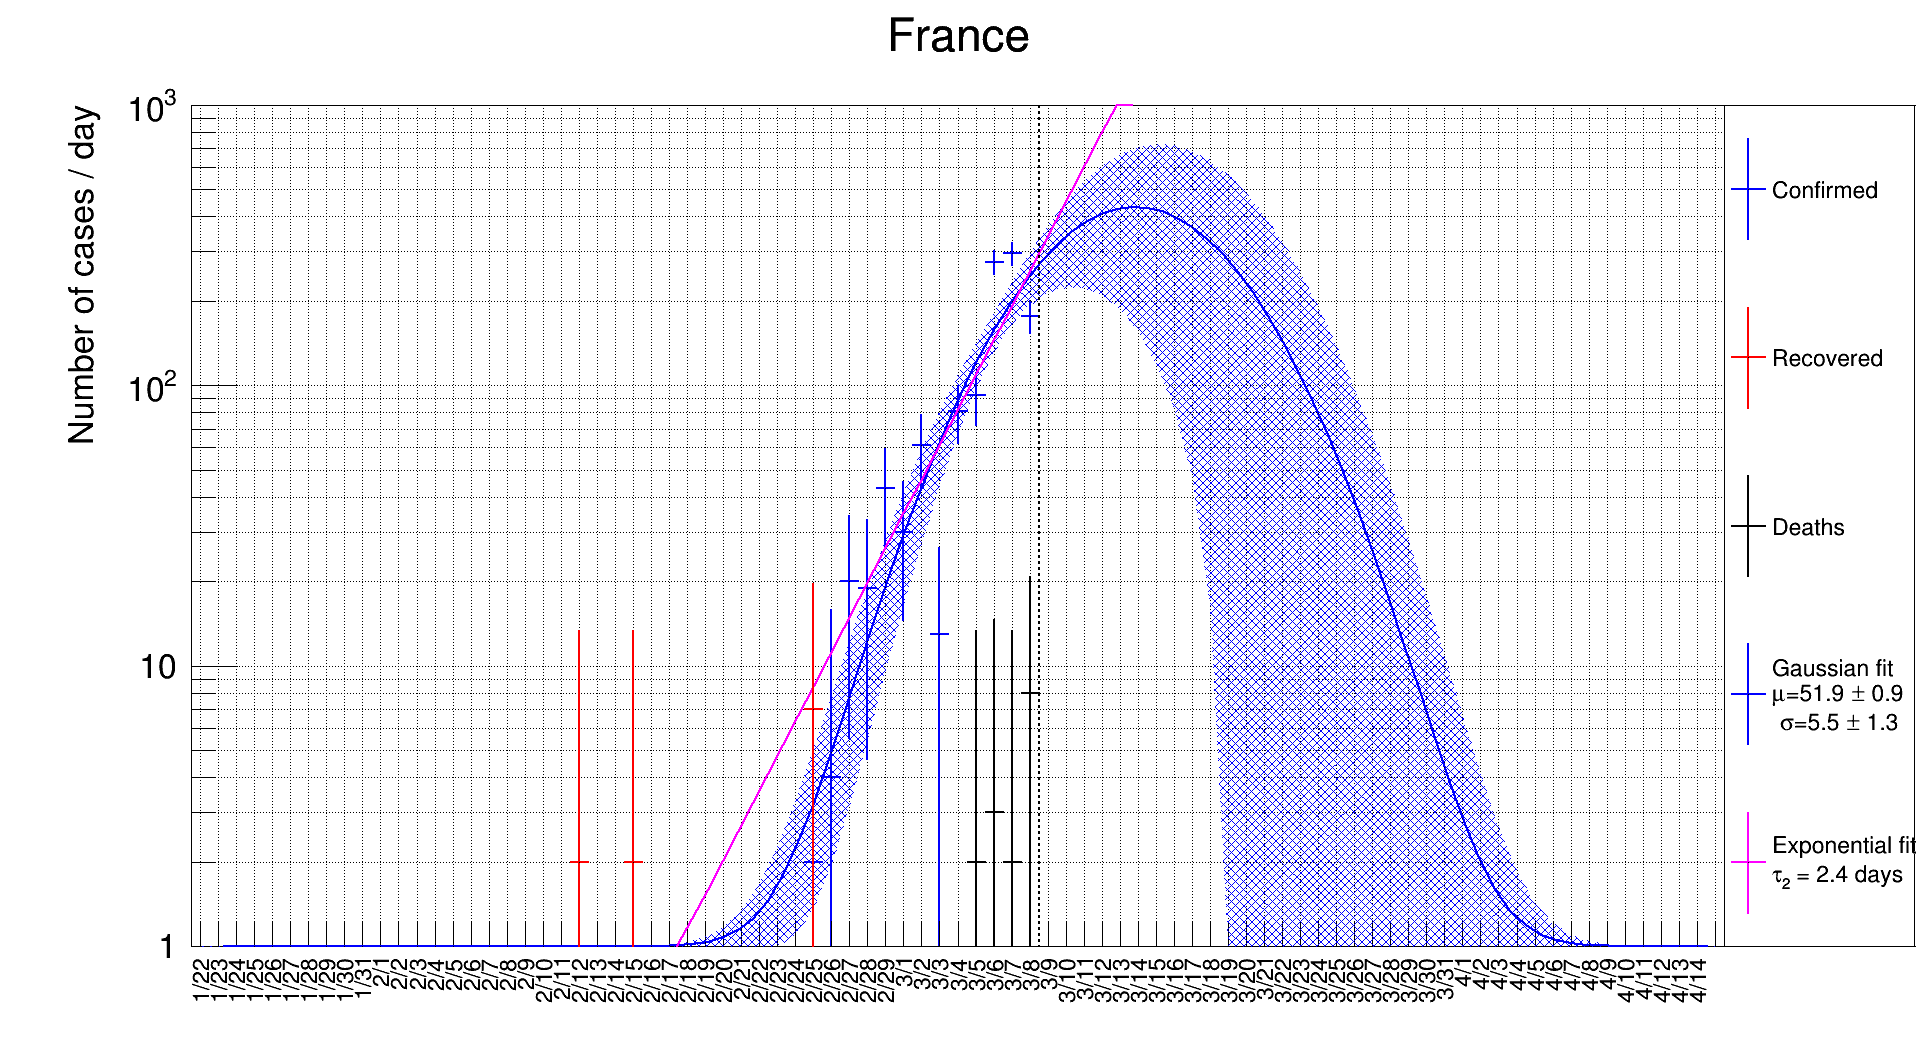 France
Number of cases / day
10³
10²
10
1
1/22 1/23 1/24 1/25 1/26 1/27 1/28 1/29 1/30 1/31 2/1 2/2 2/3 2/4 2/5 2/6 2/7 2/8 2/9 2/10 2/11 2/12 2/13 2/14 2/15 2/16 2/17 2/18 2/19 2/20 2/21 2/22 2/23 2/24 2/25 2/26 2/27 2/28 2/29 3/1 3/2 3/3 3/4 3/5 3/6 3/7 3/8 3/9 3/10 3/11 3/12 3/13 3/14 3/15 3/16 3/17 3/18 3/19 3/20 3/21 3/22 3/23 3/24 3/25 3/26 3/27 3/28 3/29 3/30 3/31 4/1 4/2 4/3 4/4 4/5 4/6 4/7 4/8 4/9 4/10 4/11 4/12 4/13 4/14
Confirmed
Recovered
Deaths
Gaussian fit
μ=51.9 ± 0.9
σ=5.5 ± 1.3
Exponential fit
τ₂ = 2.4 days